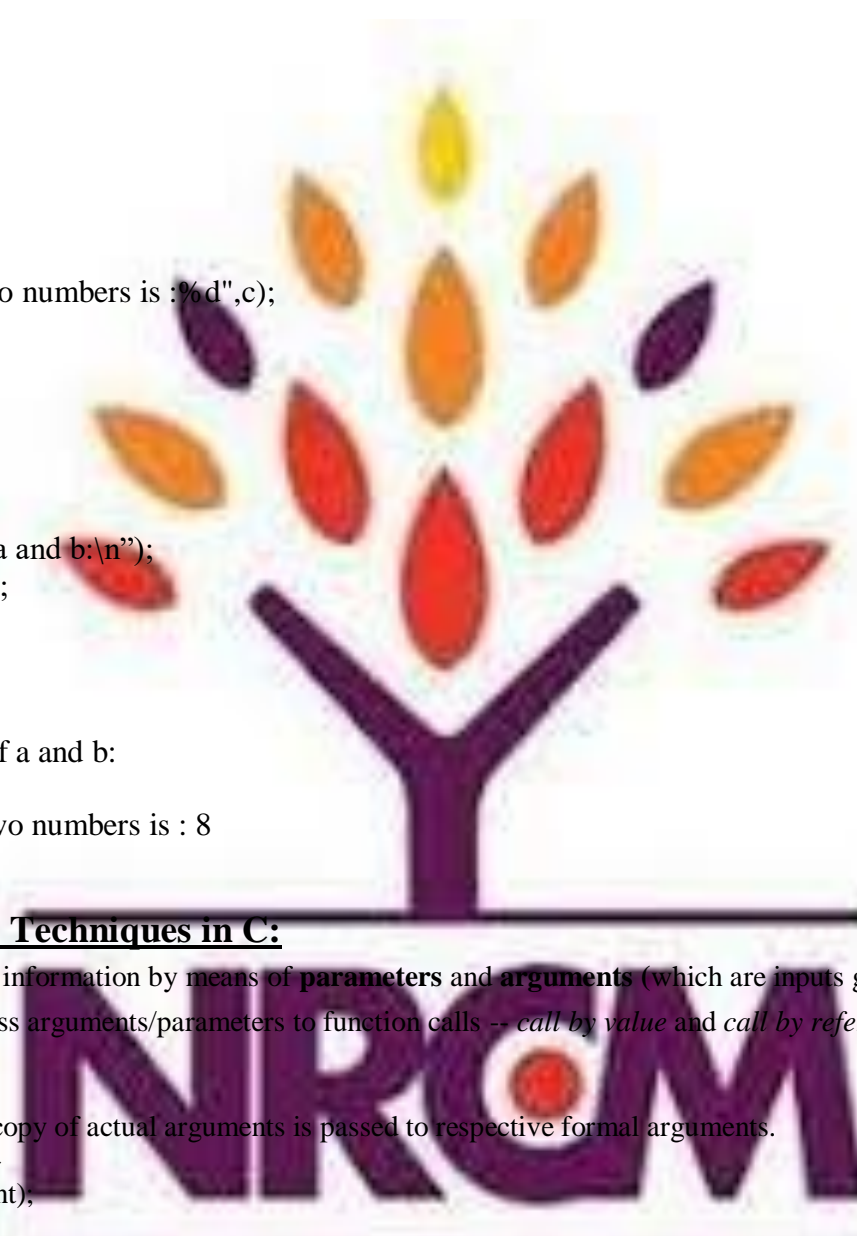 o numbers is :%d",c);
a and b:\n”);
;
f a and b:
vo numbers is : 8
Techniques in C:
information by means of parameters and arguments (which are inputs g
ss arguments/parameters to function calls -- call by value and call by refe
copy of actual arguments is passed to respective formal arguments.
nt);
NRCM